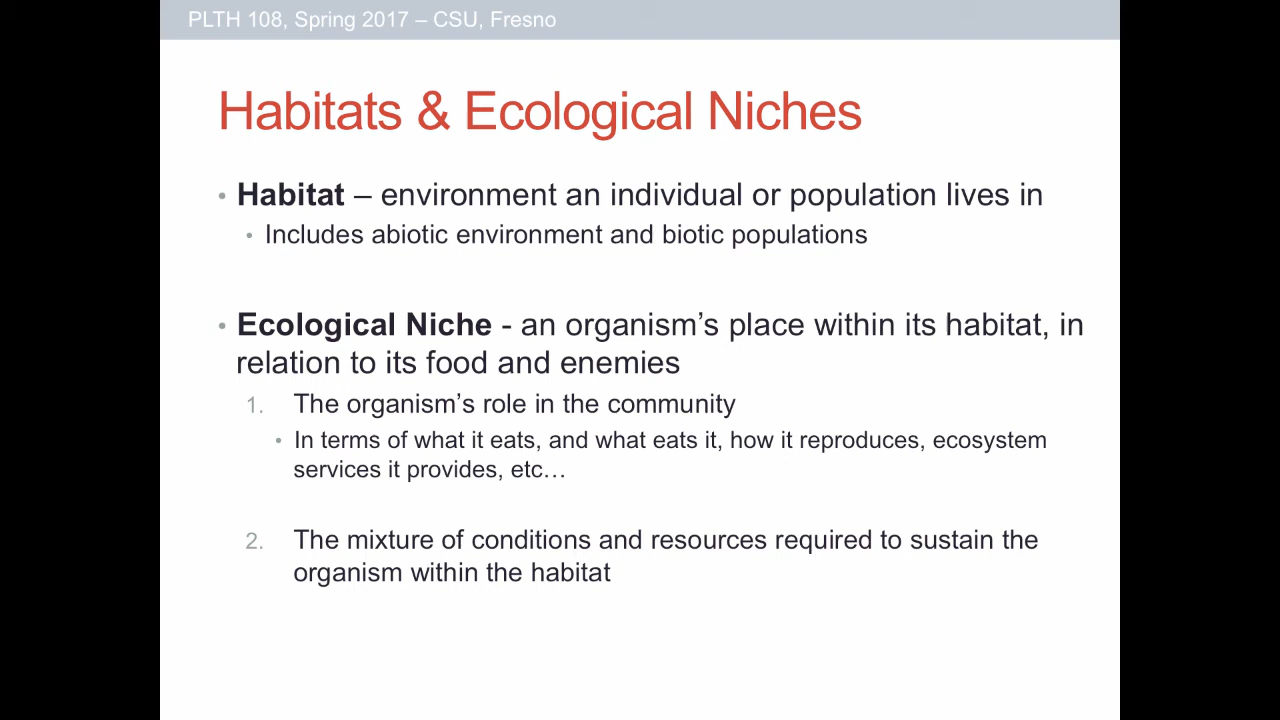 PLTH 108, Spring 2017 – CSU, Fresno
Habitats & Ecological Niches
• Habitat – environment an individual or population lives in
• Includes abiotic environment and biotic populations
• Ecological Niche - an organism’s place within its habitat, in
relation to its food and enemies
1. The organism’s role in the community
• In terms of what it eats, and what eats it, how it reproduces, ecosystem
services it provides, etc…
2. The mixture of conditions and resources required to sustain the
organism within the habitat